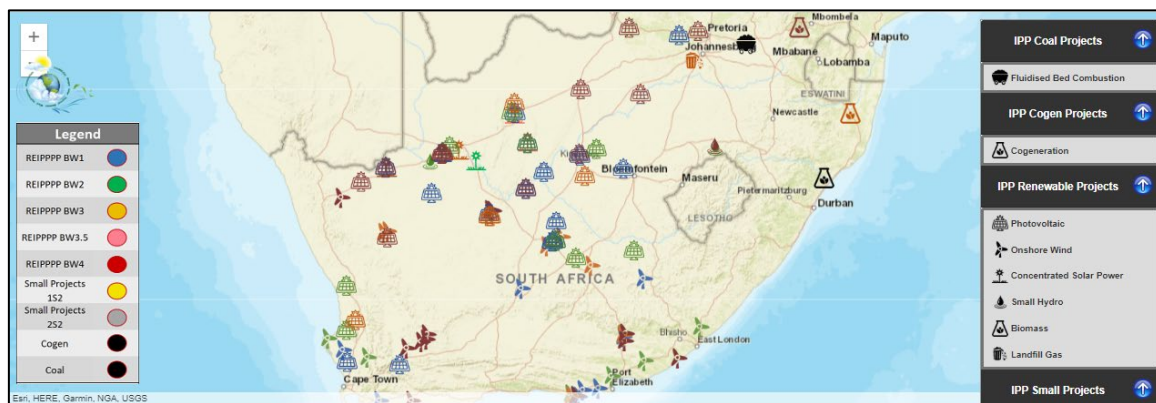 +
Legend
REIPPPP BW1
REIPPPP BW2
REIPPPP BW3
REIPPPP BW3.5
REIPPPP BW4
Small Projects
1S2
Small Projects
2S2
Cogen
Coal
Pretoria
Johannesb
Mbombela
Maputo
Mbabane
Lobamba
ESWATINI
Newcastle
Bloemfontein
Maseru
Pietermaritzburg
Durban
LESOTHO
SOUTH AFRICA
Bhisho
East London
Port
Elizabeth
Cape Town
Esri, HERE, Garmin, NGA, USGS
IPP Coal Projects
Fluidised Bed Combustion
IPP Cogen Projects
Cogeneration
IPP Renewable Projects
Photovoltaic
Onshore Wind
Concentrated Solar Power
Small Hydro
Biomass
Landfill Gas
IPP Small Projects